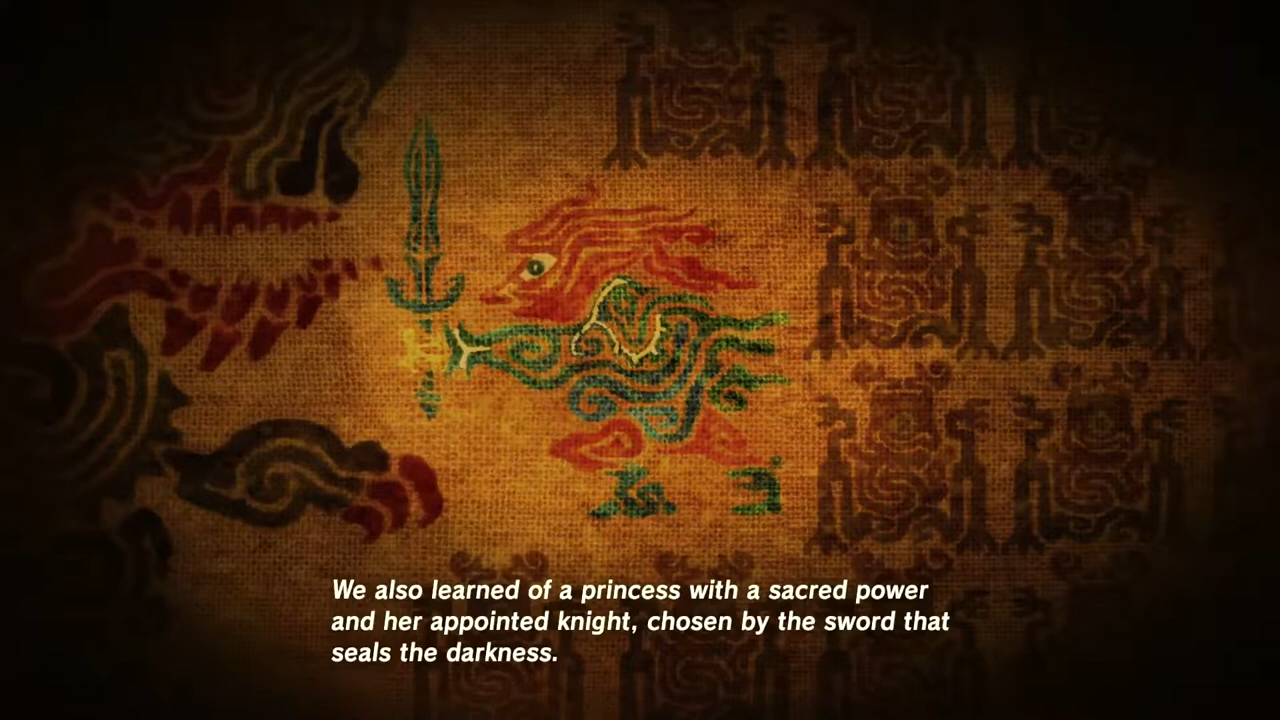 We also learned of a princess with a sacred power
and her appointed knight, chosen by the sword that
seals the darkness.